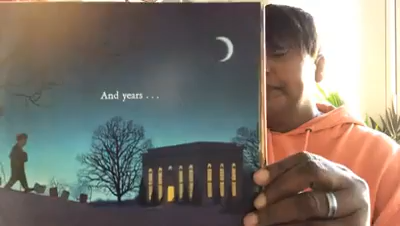 And years . . .